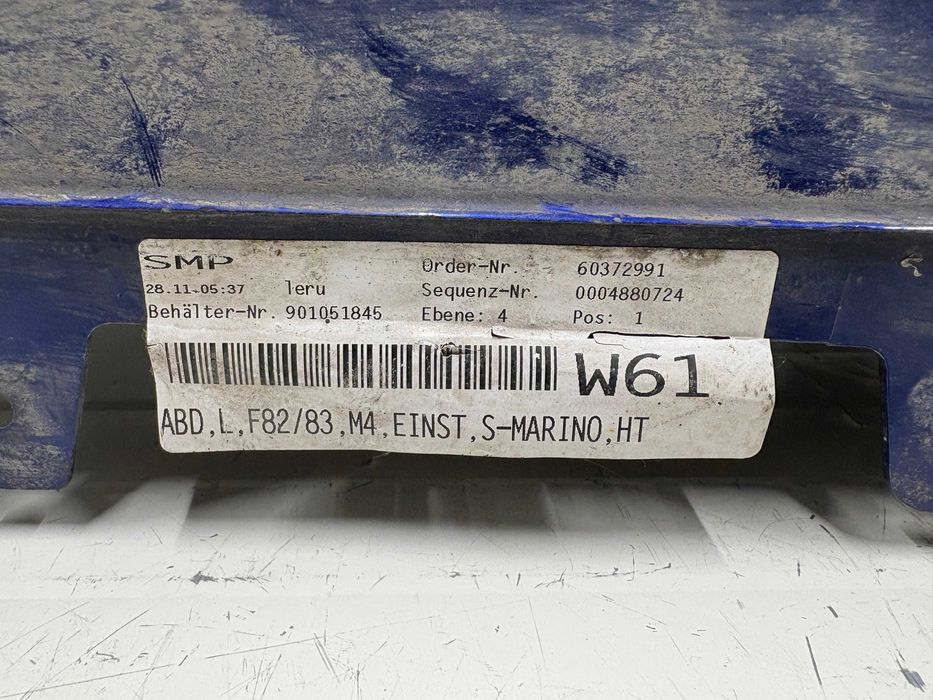 SMP
Order-Nr. 60372991
28.11.05:37 leru Sequenz-Nr. 0004880724
Behälter-Nr. 901051845 Ebene: 4 Pos: 1
W61
ABD,L,F82/83,M4,EINST,S-MARINO,HT